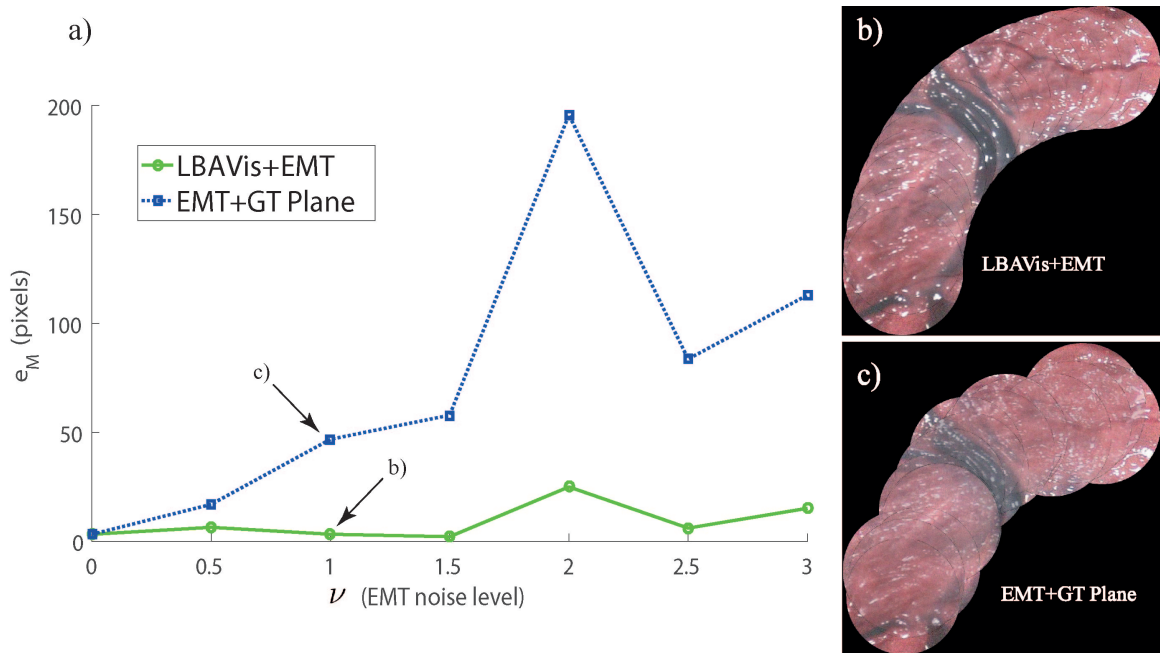 a)
200
150
100
50
0
e_M (pixels)
LBAVis+EMT
EMT+GT Plane
c)
b)
0 0.5 1 1.5 2 2.5 3
ν (EMT noise level)
b)
LBAVis+EMT
c)
EMT+GT Plane